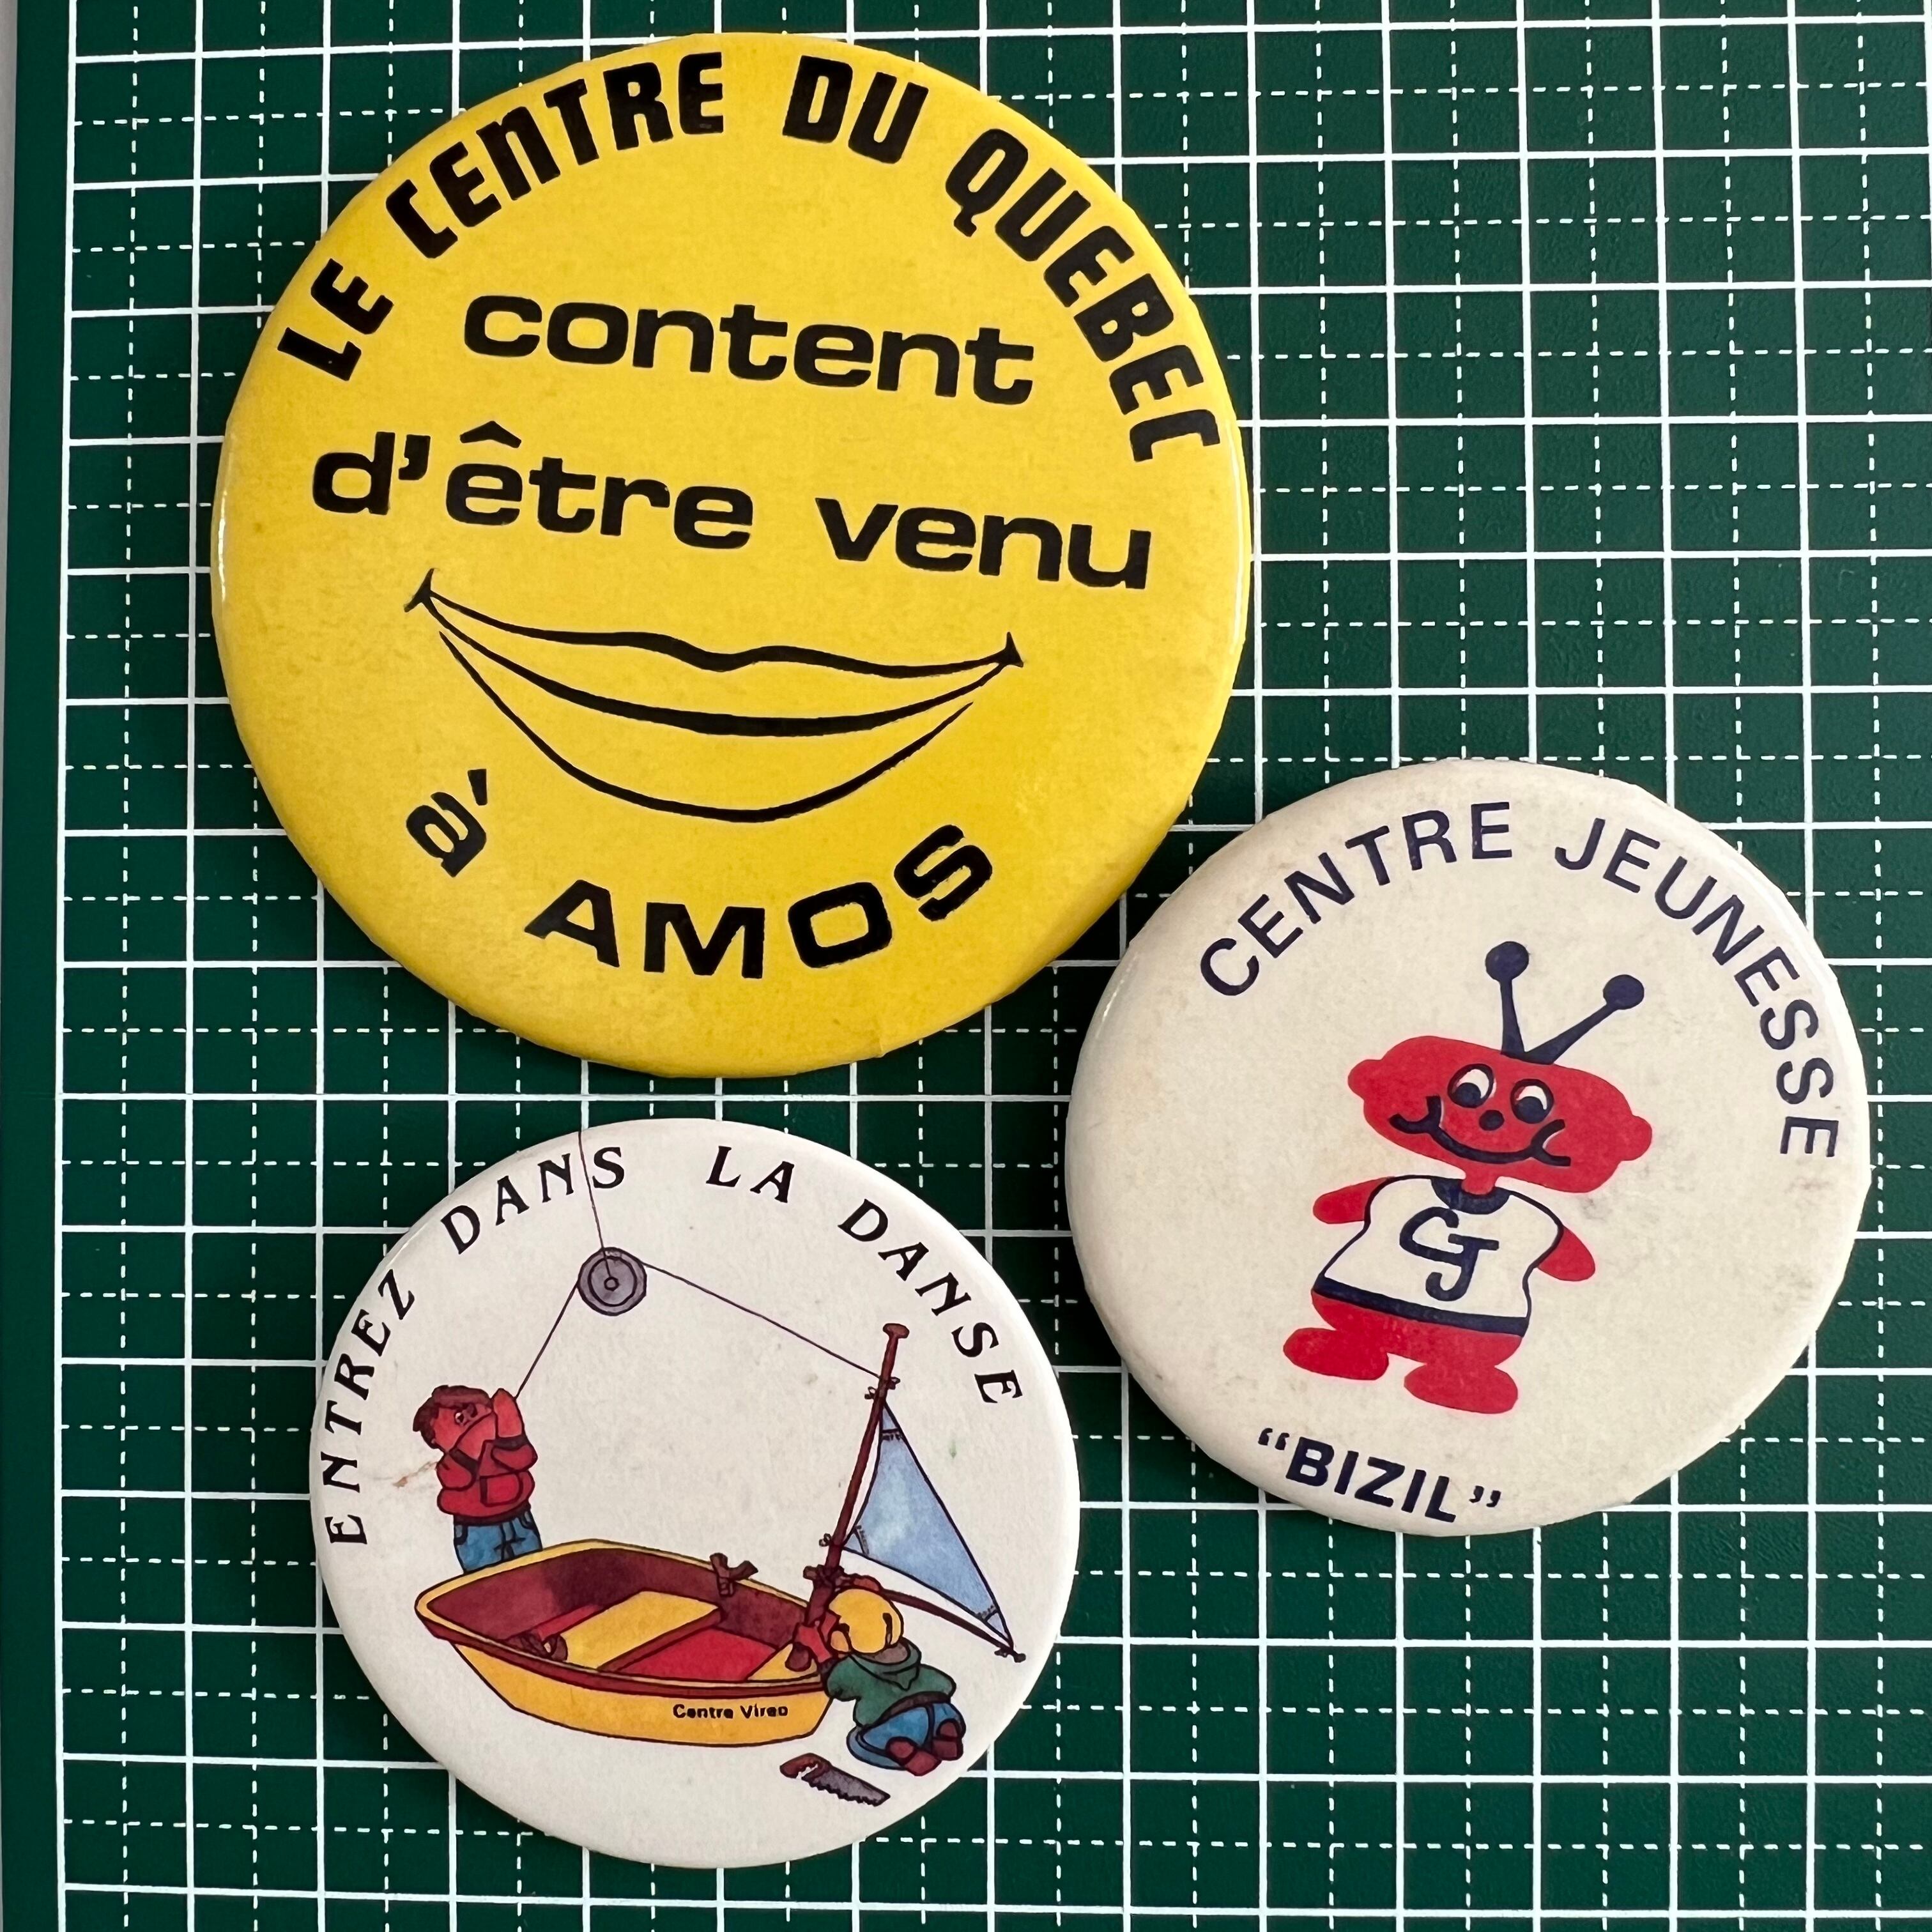 LE CENTRE DU QUEBEC
content
d'être venu
à AMOS
CENTRE JEUNESSE
CJ
“BIZIL”
ENTREZ DANS LA DANSE
Centre Vireo